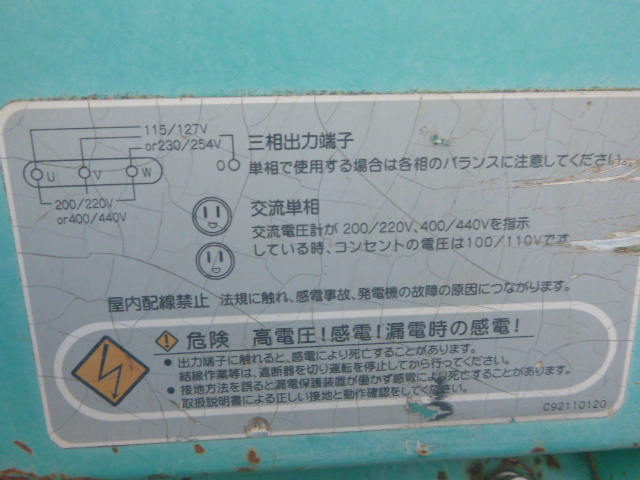 115/127V
or230/254V
U V W O
200/220V
or400/440V
三相出力端子
単相で使用する場合は各相のバランスに注意してください。
交流単相
交流電圧計が 200/220V、400/440Vを指示
している時、コンセントの電圧は100/110Vです
屋内配線禁止 法規に触れ、感電事故、発電機の故障の原因につながります。
危険 高電圧!感電!漏電時の感電!
● 出力端子に触れると、感電により死亡することがあります。
結線作業等は、遮断器を切り運転を停止してから行ってください。
● 接地方法を誤ると漏電保護装置が働かず感電により死亡することがあります。
取扱説明書による正しい接地と動作確認をしてください。
C92110120